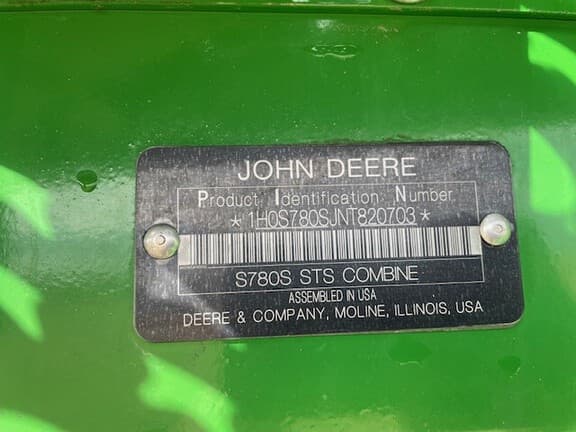 JOHN DEERE
Product Identification Number
*1H0S780SJNT820703*
S780S STS COMBINE
ASSEMBLED IN USA
DEERE & COMPANY, MOLINE, ILLINOIS, USA